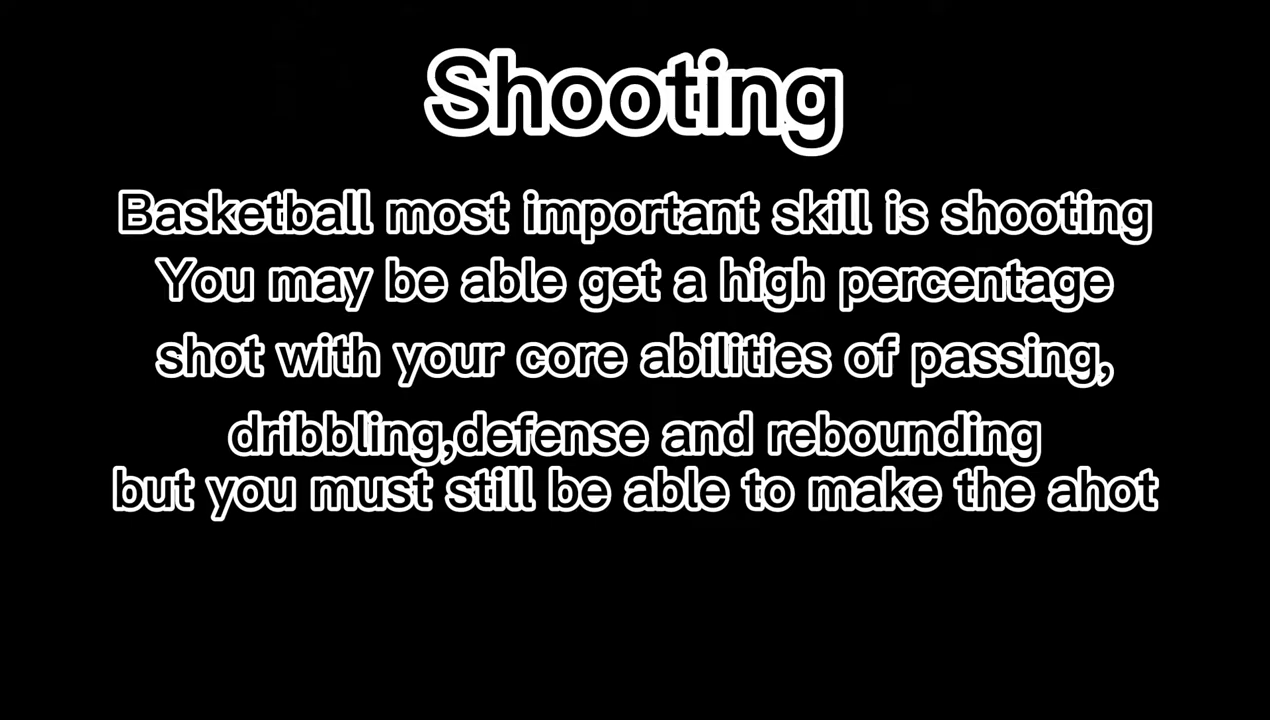 Shooting
Basketball most important skill is shooting
You may be able get a high percentage
shot with your core abilities of passing,
dribbling,defense and rebounding
but you must still be able to make the ahot